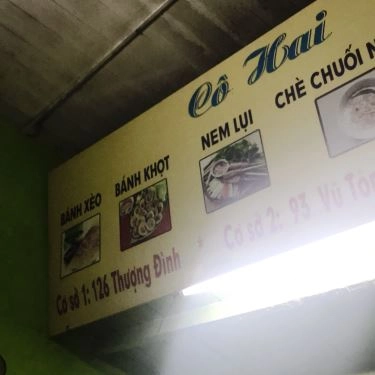 Cô Hai
BÁNH XÈO BÁNH KHỌT NEM LỤI CHÈ CHUỐI
Cơ sở 1: 126 Thượng Đình * Cơ sở 2: 93 Vũ